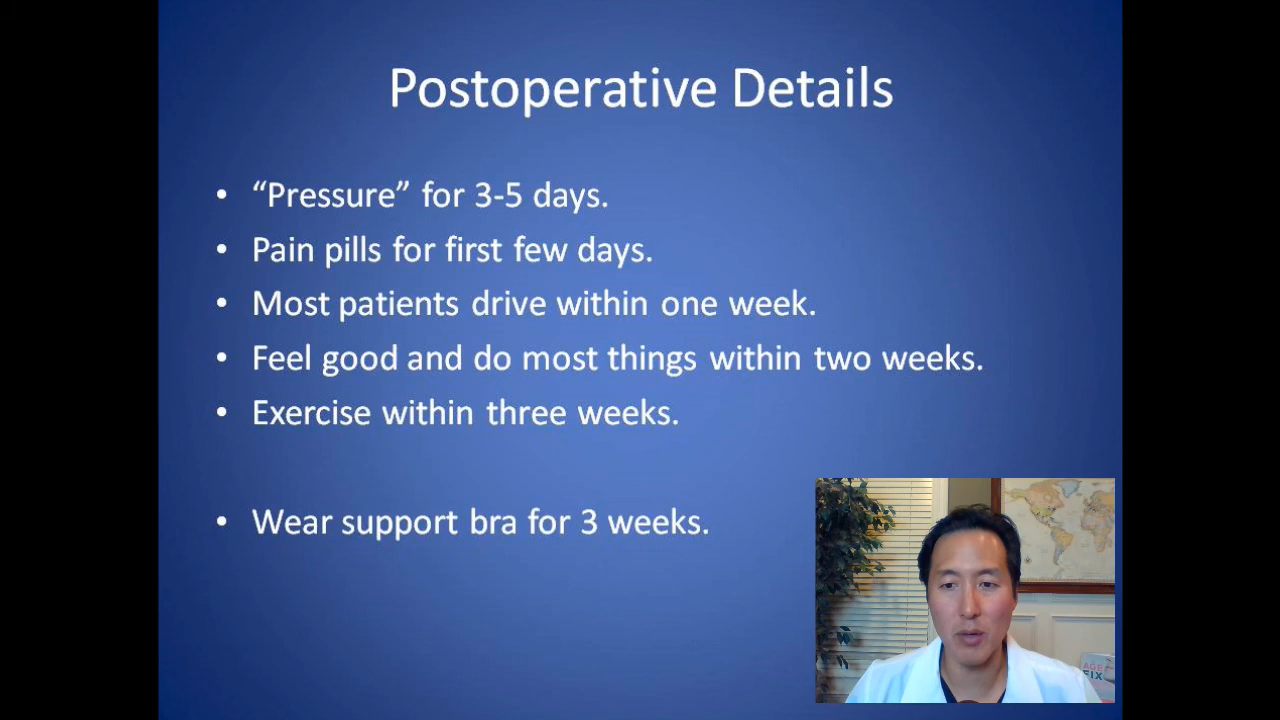 Postoperative Details
• “Pressure” for 3-5 days.
• Pain pills for first few days.
• Most patients drive within one week.
• Feel good and do most things within two weeks.
• Exercise within three weeks.
• Wear support bra for 3 weeks.
AGE
FIX